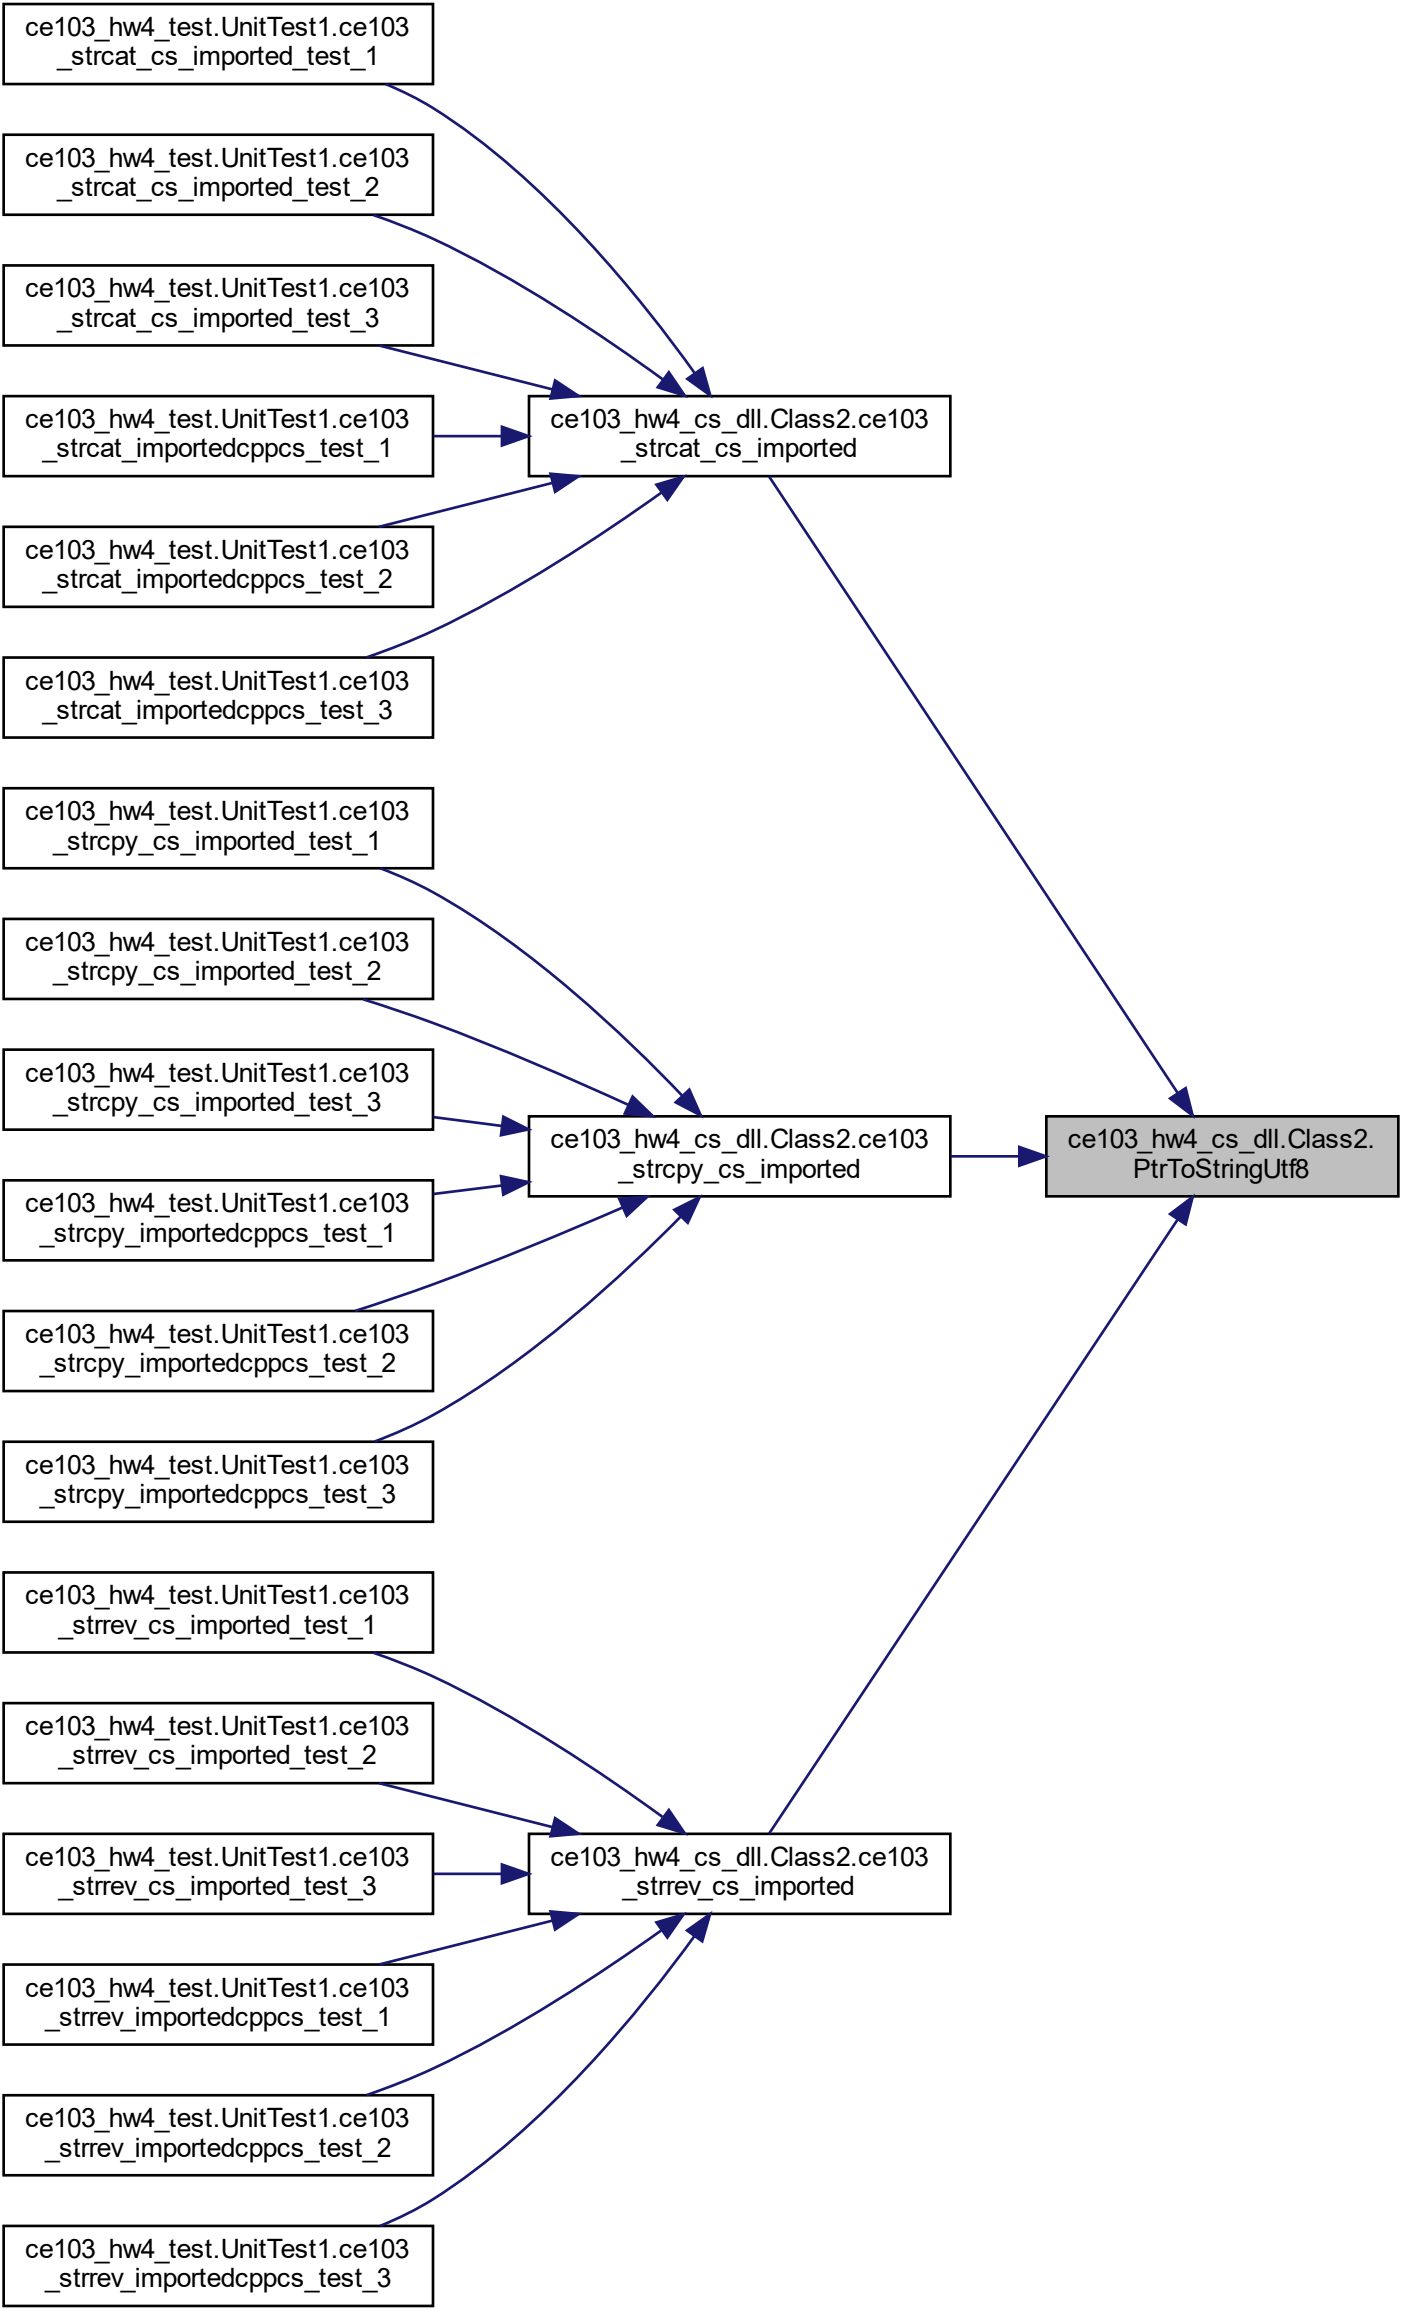 ce103_hw4_test.UnitTest1.ce103
_strcat_cs_imported_test_1
ce103_hw4_test.UnitTest1.ce103
_strcat_cs_imported_test_2
ce103_hw4_test.UnitTest1.ce103
_strcat_cs_imported_test_3
ce103_hw4_test.UnitTest1.ce103
_strcat_importedcppcs_test_1
ce103_hw4_test.UnitTest1.ce103
_strcat_importedcppcs_test_2
ce103_hw4_test.UnitTest1.ce103
_strcat_importedcppcs_test_3
ce103_hw4_test.UnitTest1.ce103
_strcpy_cs_imported_test_1
ce103_hw4_test.UnitTest1.ce103
_strcpy_cs_imported_test_2
ce103_hw4_test.UnitTest1.ce103
_strcpy_cs_imported_test_3
ce103_hw4_test.UnitTest1.ce103
_strcpy_importedcppcs_test_1
ce103_hw4_test.UnitTest1.ce103
_strcpy_importedcppcs_test_2
ce103_hw4_test.UnitTest1.ce103
_strcpy_importedcppcs_test_3
ce103_hw4_test.UnitTest1.ce103
_strrev_cs_imported_test_1
ce103_hw4_test.UnitTest1.ce103
_strrev_cs_imported_test_2
ce103_hw4_test.UnitTest1.ce103
_strrev_cs_imported_test_3
ce103_hw4_test.UnitTest1.ce103
_strrev_importedcppcs_test_1
ce103_hw4_test.UnitTest1.ce103
_strrev_importedcppcs_test_2
ce103_hw4_test.UnitTest1.ce103
_strrev_importedcppcs_test_3
ce103_hw4_cs_dll.Class2.ce103
_strcat_cs_imported
ce103_hw4_cs_dll.Class2.ce103
_strcpy_cs_imported
ce103_hw4_cs_dll.Class2.ce103
_strrev_cs_imported
ce103_hw4_cs_dll.Class2.
PtrToStringUtf8